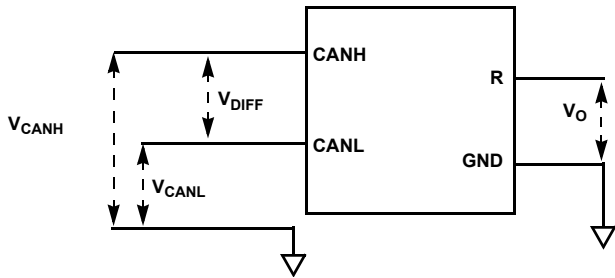 CANH
R
V_DIFF
V_CANH
V_O
CANL
GND
V_CANL